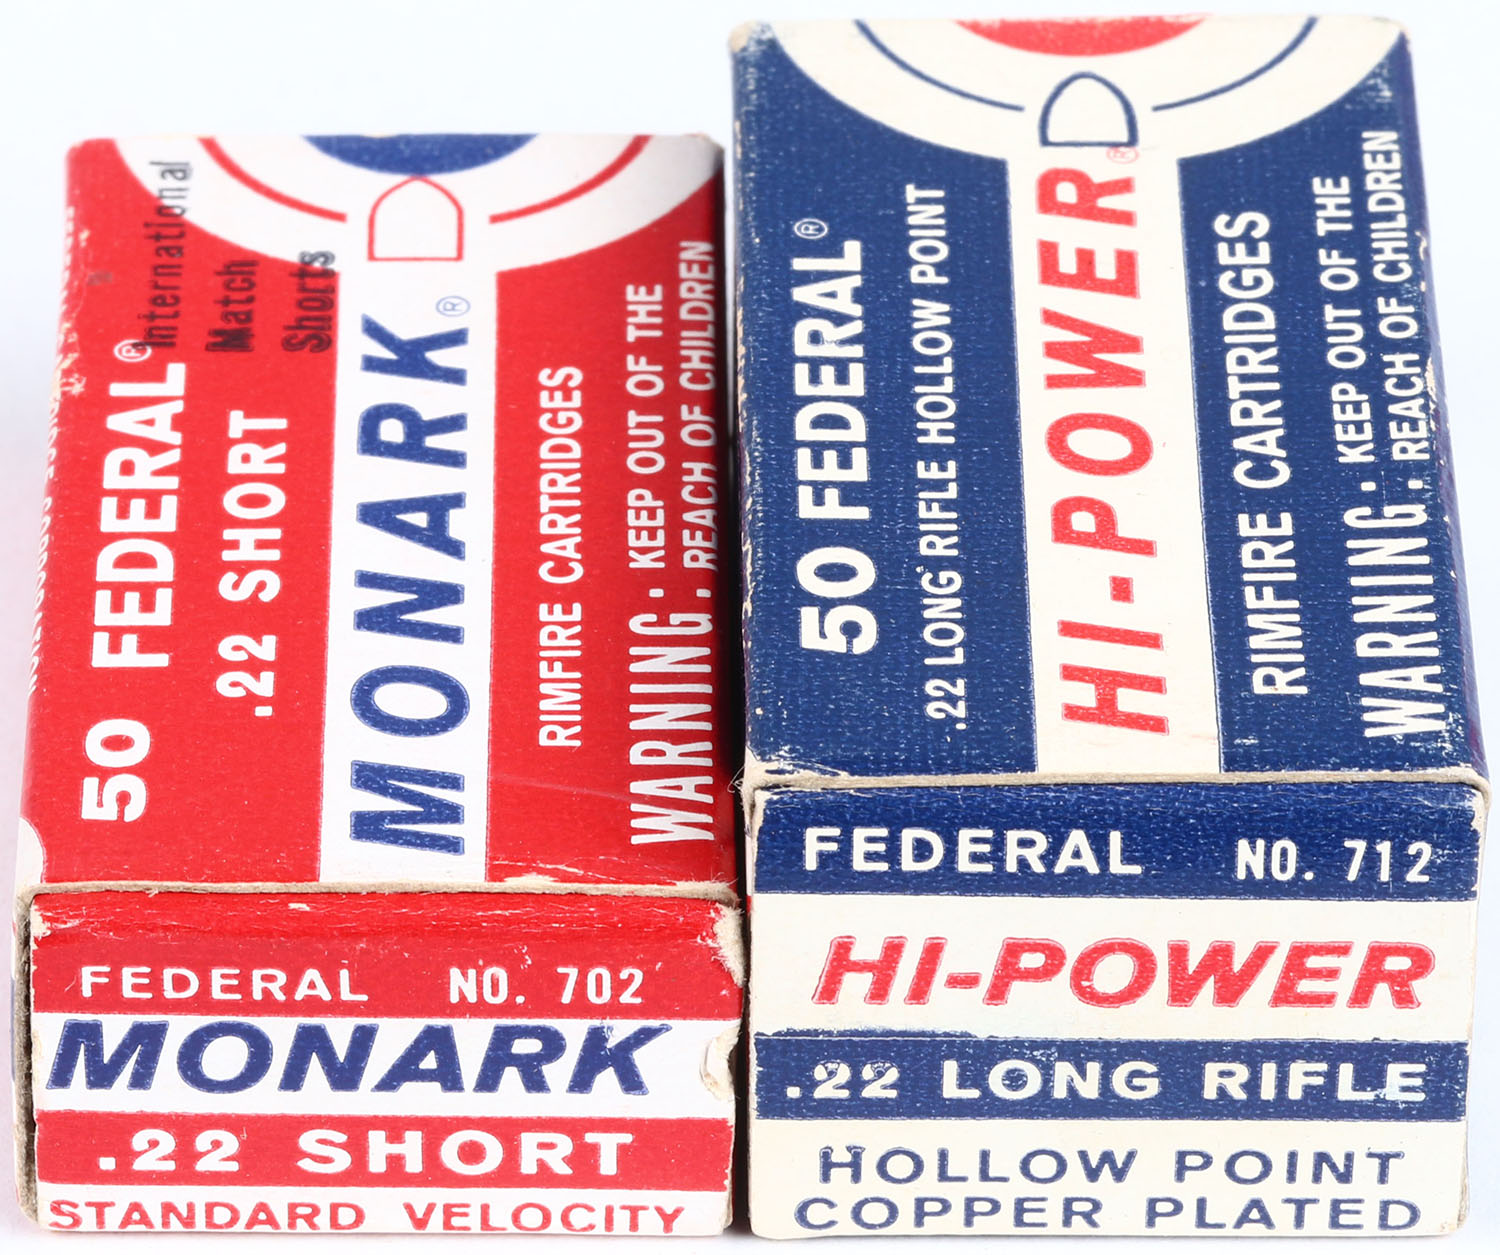 International
Match
Shorts
50 FEDERAL®
.22 SHORT
MONARK®
RIMFIRE CARTRIDGES
WARNING • KEEP OUT OF THE
REACH OF CHILDREN
FEDERAL NO. 702
MONARK
.22 SHORT
STANDARD VELOCITY
50 FEDERAL®
.22 LONG RIFLE HOLLOW POINT
HI-POWER®
RIMFIRE CARTRIDGES
WARNING • KEEP OUT OF THE
REACH OF CHILDREN
FEDERAL NO. 712
HI-POWER
.22 LONG RIFLE
HOLLOW POINT
COPPER PLATED